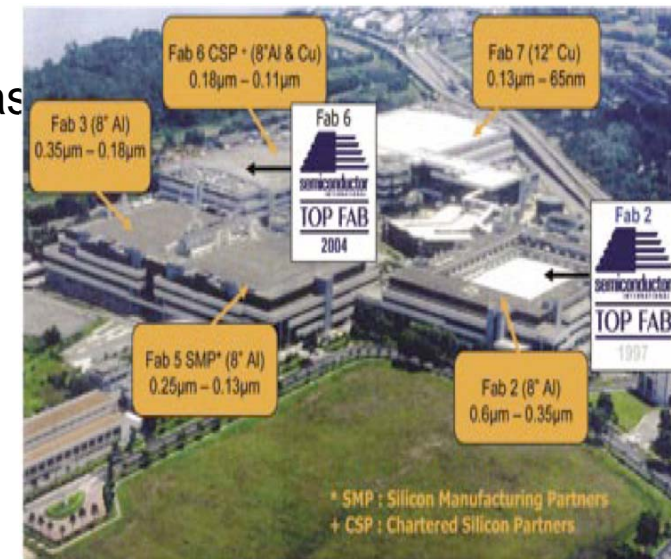 as
Fab 6 CSP + (8"Al & Cu)
0.18µm – 0.11µm
Fab 7 (12" Cu)
0.13µm – 65nm
Fab 3 (8" Al)
0.35µm – 0.18µm
Fab 6
semiconductor
INTERNATIONAL
TOP FAB
2004
Fab 2
semiconductor
INTERNATIONAL
TOP FAB
1997
Fab 5 SMP* (8" Al)
0.25µm – 0.13µm
Fab 2 (8" Al)
0.6µm – 0.35µm
* SMP : Silicon Manufacturing Partners
+ CSP : Chartered Silicon Partners